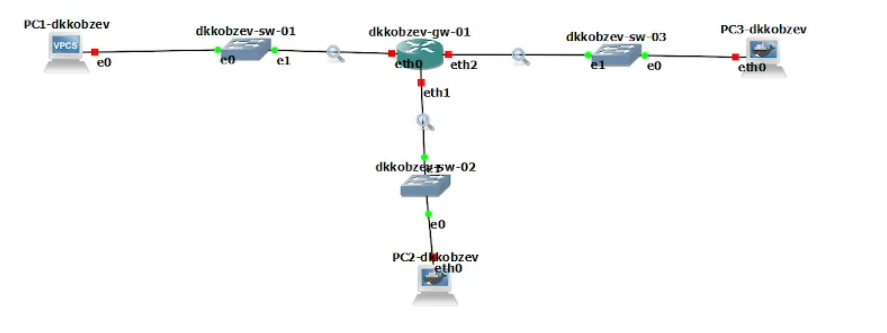 PC1-dkkobzev
VPCS
e0
dkkobzev-sw-01
e0
e1
dkkobzev-gw-01
eth0
eth2
eth1
dkkobzev-sw-03
e1
e0
PC3-dkkobzev
eth0
dkkobzev-sw-02
e0
PC2-dkkobzev
eth0